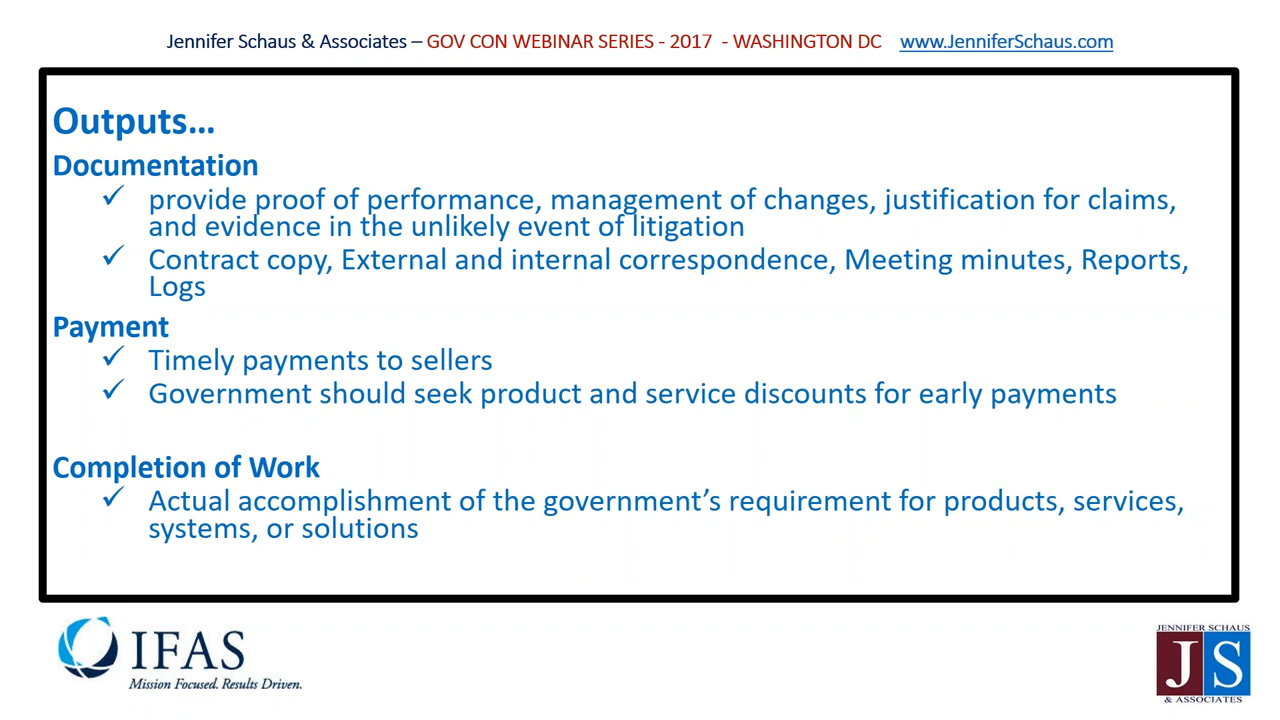 Jennifer Schaus & Associates – GOV CON WEBINAR SERIES - 2017 - WASHINGTON DC www.JenniferSchaus.com
Outputs…
Documentation
✓ provide proof of performance, management of changes, justification for claims,
and evidence in the unlikely event of litigation
✓ Contract copy, External and internal correspondence, Meeting minutes, Reports,
Logs
Payment
✓ Timely payments to sellers
✓ Government should seek product and service discounts for early payments
Completion of Work
✓ Actual accomplishment of the government’s requirement for products, services,
systems, or solutions
IFAS
Mission Focused. Results Driven.
JENNIFER SCHAUS
J S
& ASSOCIATES